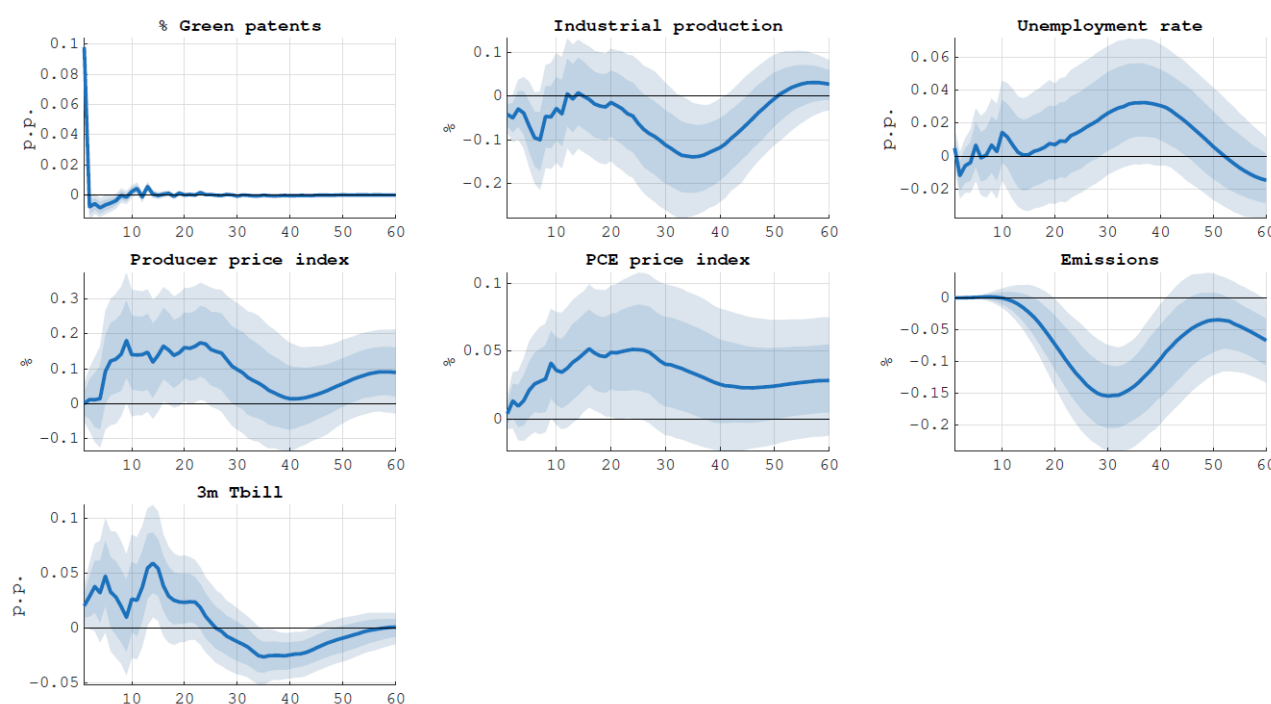 % Green patents
Industrial production
Unemployment rate
p.p.
0.1
0.08
0.06
0.04
0.02
0
10 20 30 40 50 60
%
0.1
0
-0.1
-0.2
10 20 30 40 50 60
p.p.
0.06
0.04
0.02
0
-0.02
10 20 30 40 50 60
Producer price index
PCE price index
Emissions
%
0.3
0.2
0.1
0
-0.1
10 20 30 40 50 60
%
0.1
0.05
0
10 20 30 40 50 60
%
0
-0.05
-0.1
-0.15
-0.2
10 20 30 40 50 60
3m Tbill
p.p.
0.1
0.05
0
-0.05
10 20 30 40 50 60